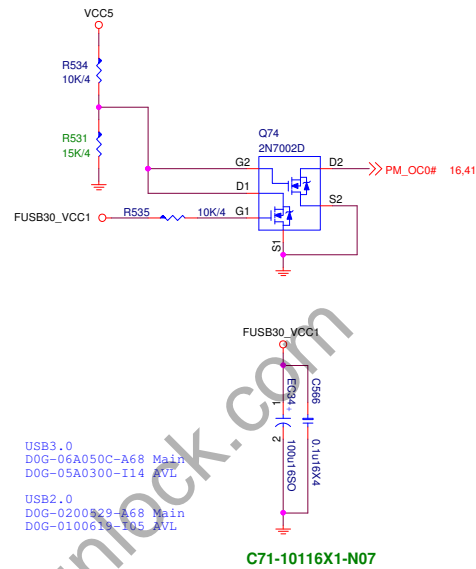 VCC5
R534
10K/4
R531
15K/4
Q74
2N7002D
G2
D2
PM_OC0# 16,41
D1
S2
FUSB30_VCC1
R535
10K/4
G1
S1
FUSB30_VCC1
1
EC34
+
2
100u16SO
C566
0.1u16X4
USB3.0
D0G-06A050C-A68 Main
D0G-05A0300-I14 AVL
USB2.0
D0G-0200529-A68 Main
D0G-0100619-I05 AVL
C71-10116X1-N07
nlock.com